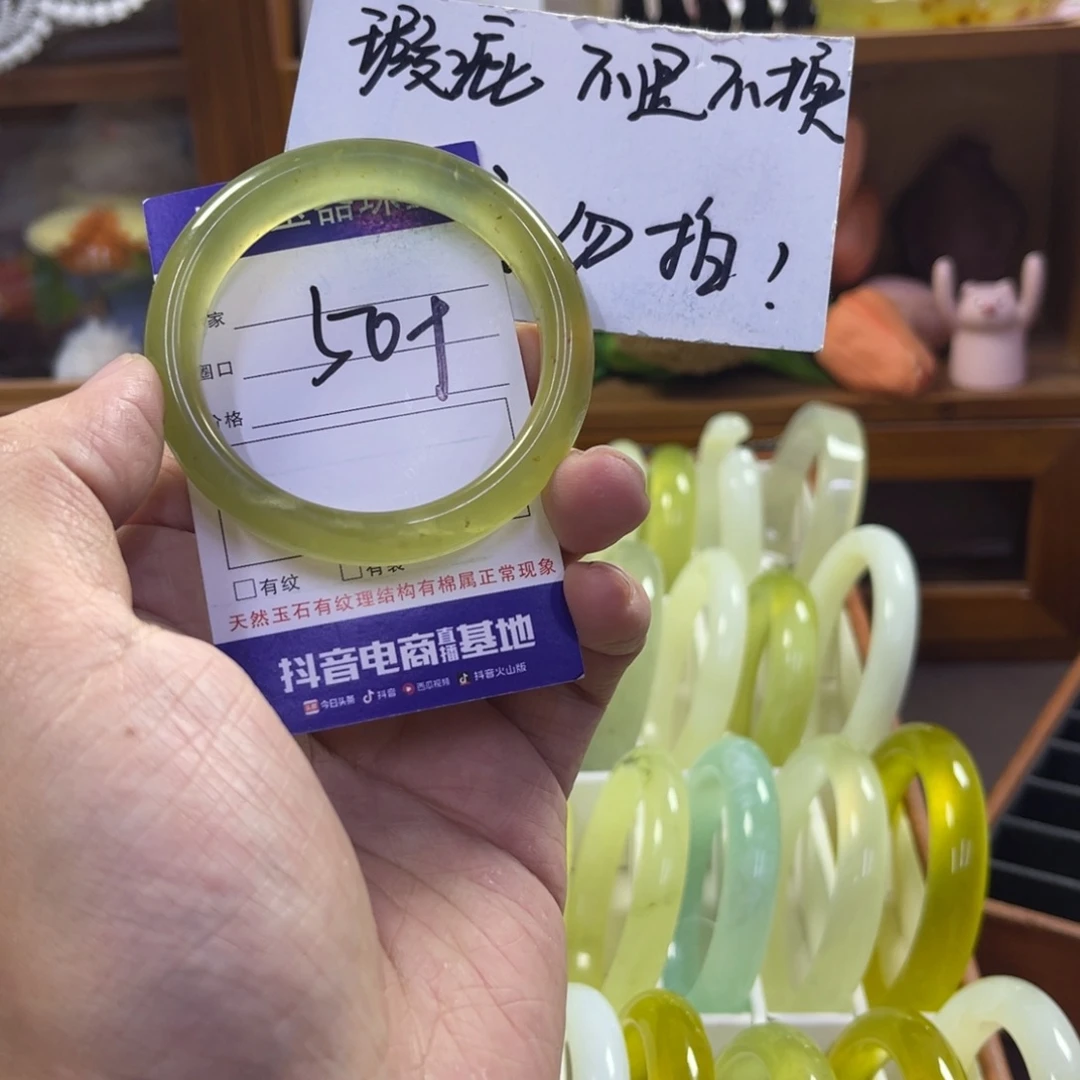 瑕疵 不退不换
勿拍！
家
圈口
价格
501
有纹
有裂
天然玉石有纹理结构有棉属正常现象
抖音电商直播基地
今日头条 抖音 西瓜视频 抖音火山版